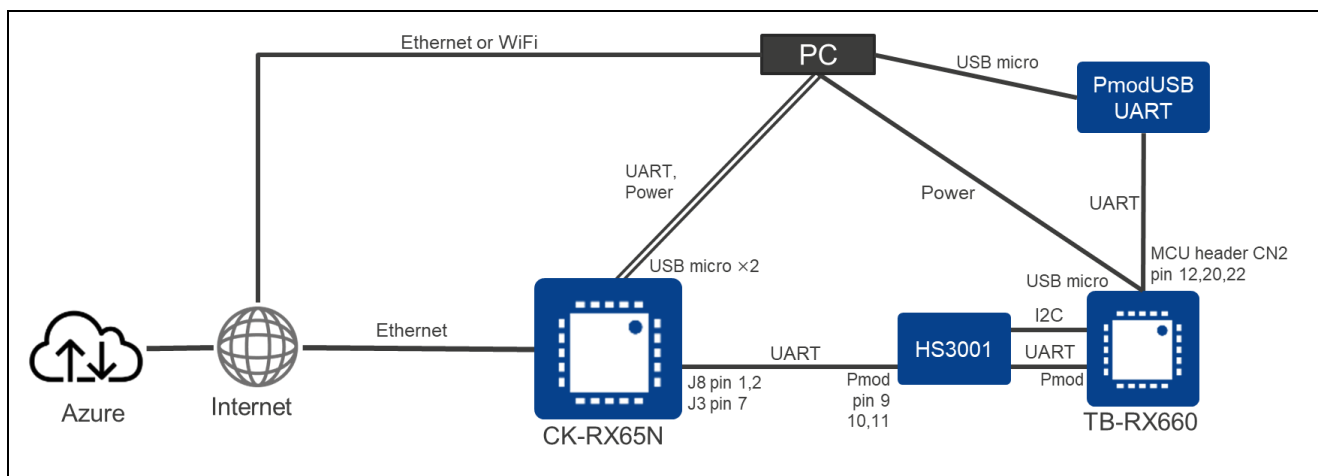 Ethernet or WiFi
PC
USB micro
PmodUSB
UART
UART,
Power
Power
UART
USB micro ×2
MCU header CN2
pin 12,20,22
USB micro
Ethernet
I2C
HS3001
UART
UART
Pmod
J8 pin 1,2
J3 pin 7
Pmod
pin 9
10,11
Azure
Internet
CK-RX65N
TB-RX660